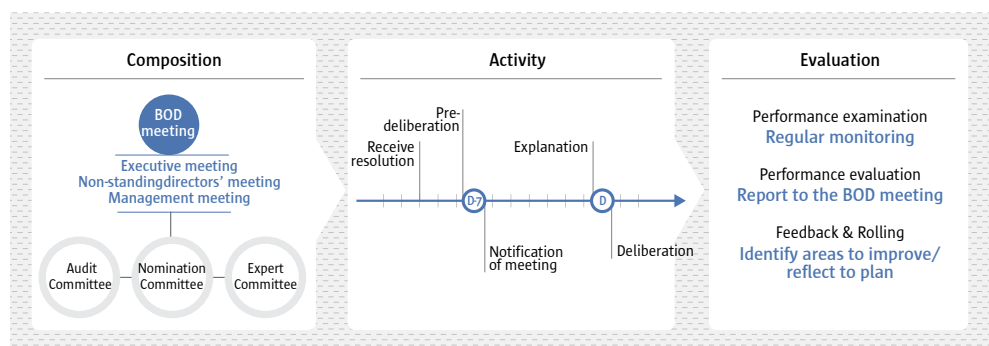 Composition
BOD
meeting
Executive meeting
Non-standingdirectors' meeting
Management meeting
Audit
Committee
Nomination
Committee
Expert
Committee
Activity
Pre-
deliberation
Receive
resolution
Explanation
D-7
D
Notification
of meeting
Deliberation
Evaluation
Performance examination
Regular monitoring
Performance evaluation
Report to the BOD meeting
Feedback & Rolling
Identify areas to improve/
reflect to plan